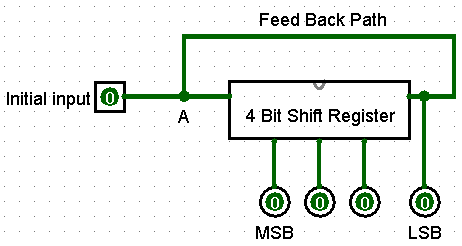 Feed Back Path
Initial input 0
A
4 Bit Shift Register
0 0 0 0
MSB LSB